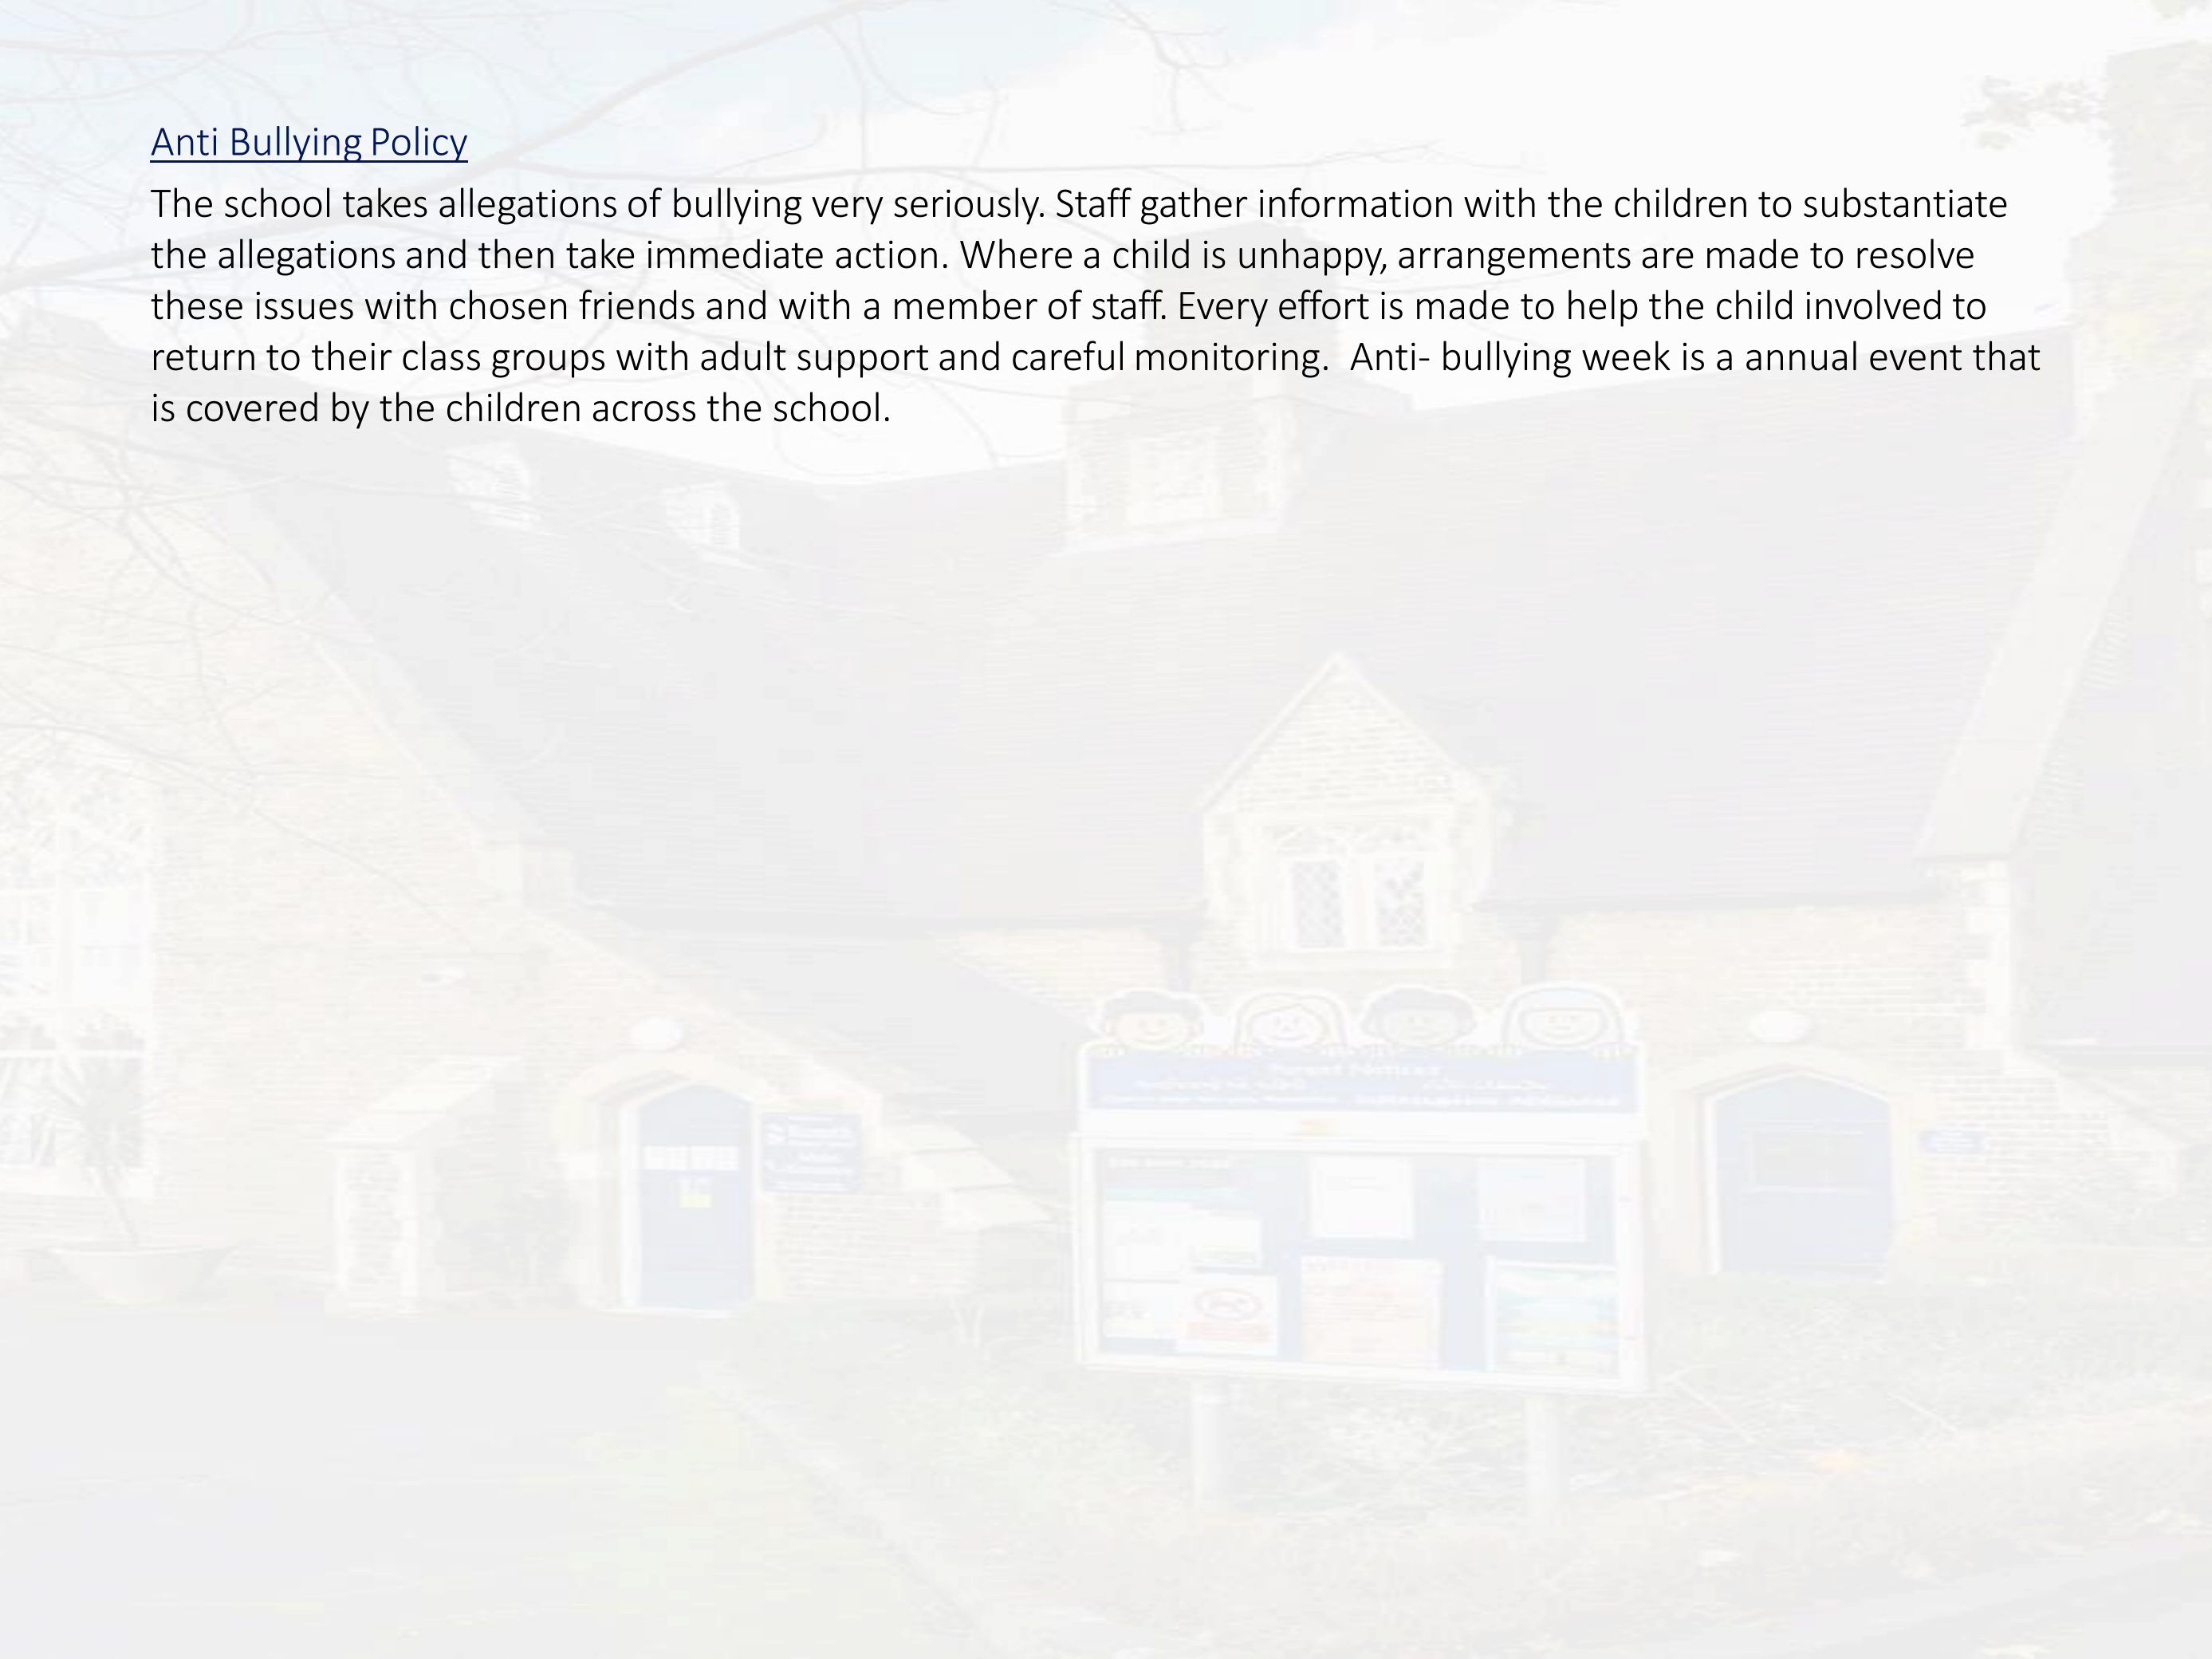 Anti Bullying Policy
The school takes allegations of bullying very seriously. Staff gather information with the children to substantiate
the allegations and then take immediate action. Where a child is unhappy, arrangements are made to resolve
these issues with chosen friends and with a member of staff. Every effort is made to help the child involved to
return to their class groups with adult support and careful monitoring.  Anti- bullying week is a annual event that
is covered by the children across the school.
Parent Notices